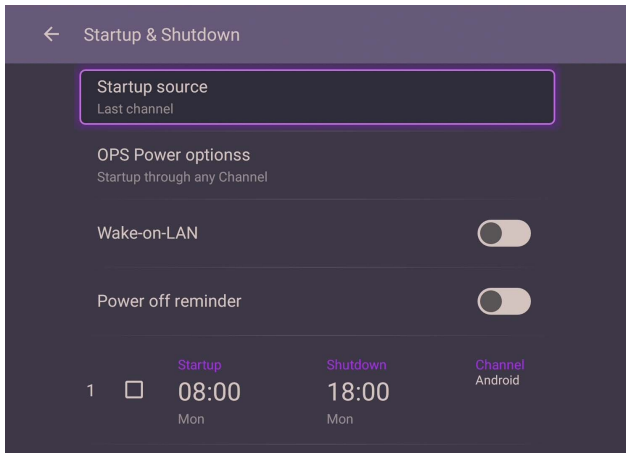 Startup & Shutdown
Startup source
Last channel
OPS Power optionss
Startup through any Channel
Wake-on-LAN
Power off reminder
Startup Shutdown Channel
1 08:00 18:00 Android
Mon Mon